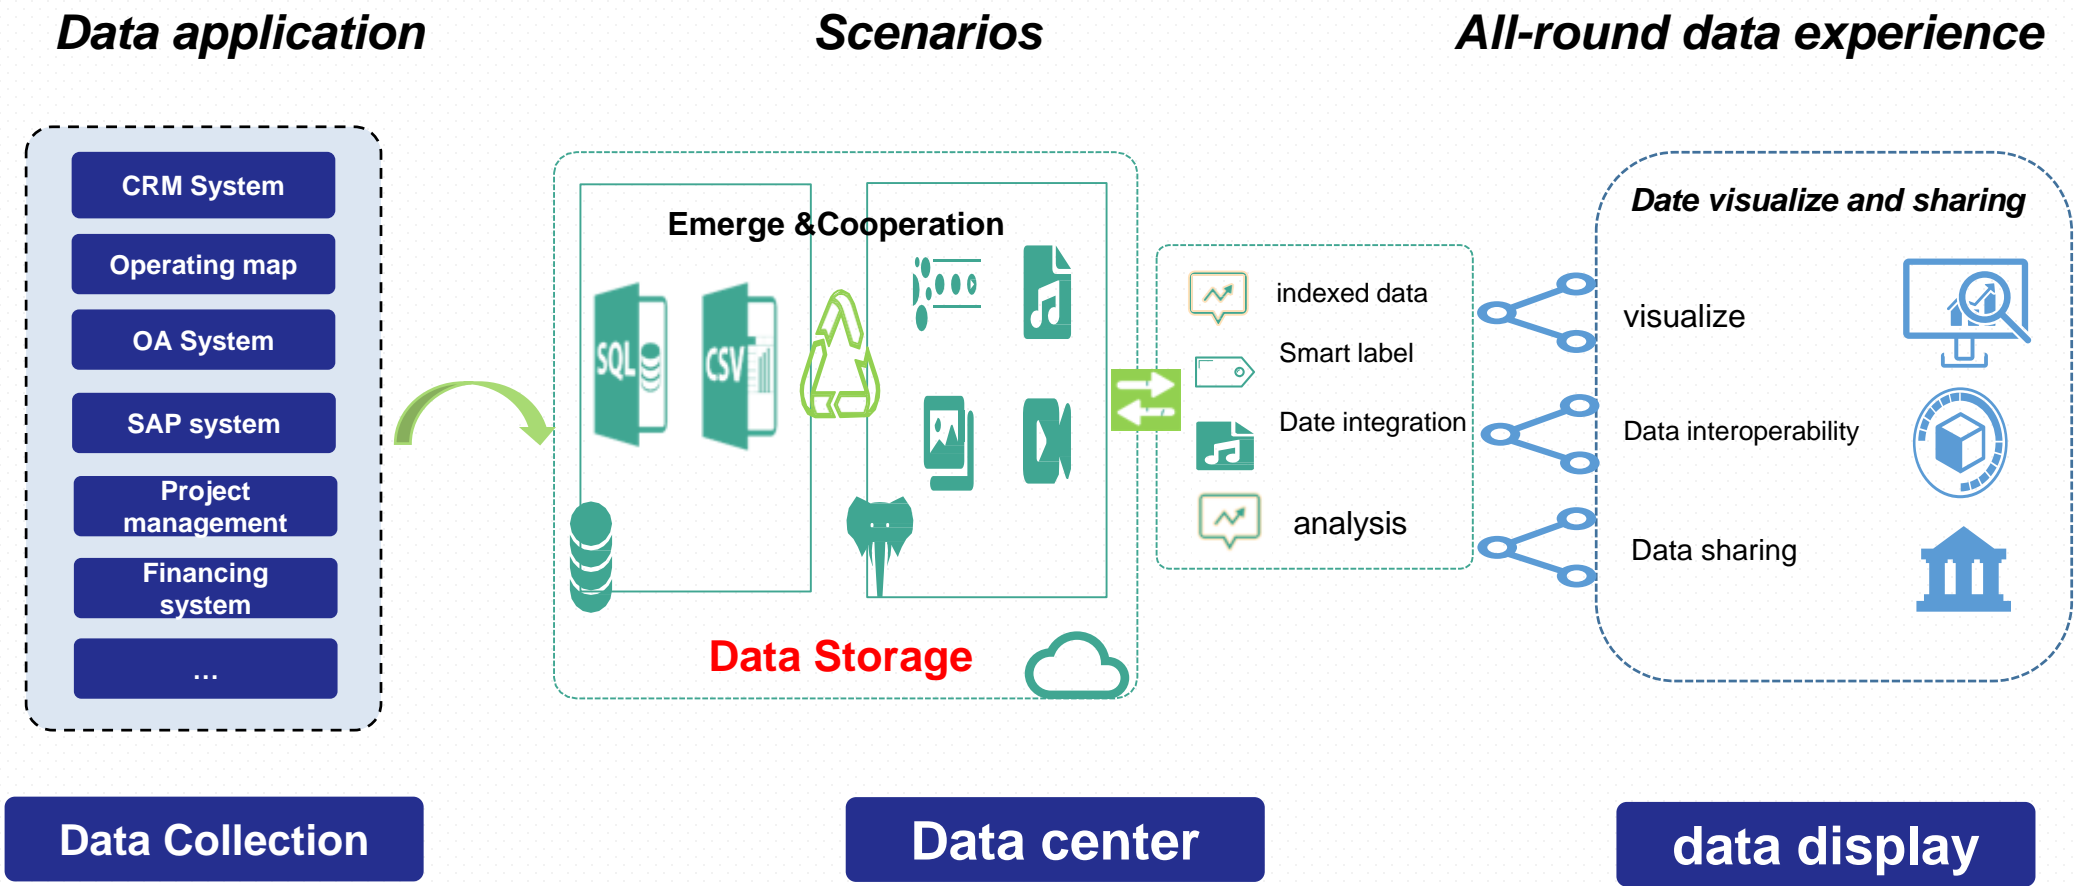 Data application
Scenarios
All-round data experience
CRM System
Operating map
OA System
SAP system
Project
management
Financing
system
...
Emerge &Cooperation
SQL
CSV
Data Storage
indexed data
Smart label
Date integration
analysis
Date visualize and sharing
visualize
Data interoperability
Data sharing
Data Collection
Data center
data display